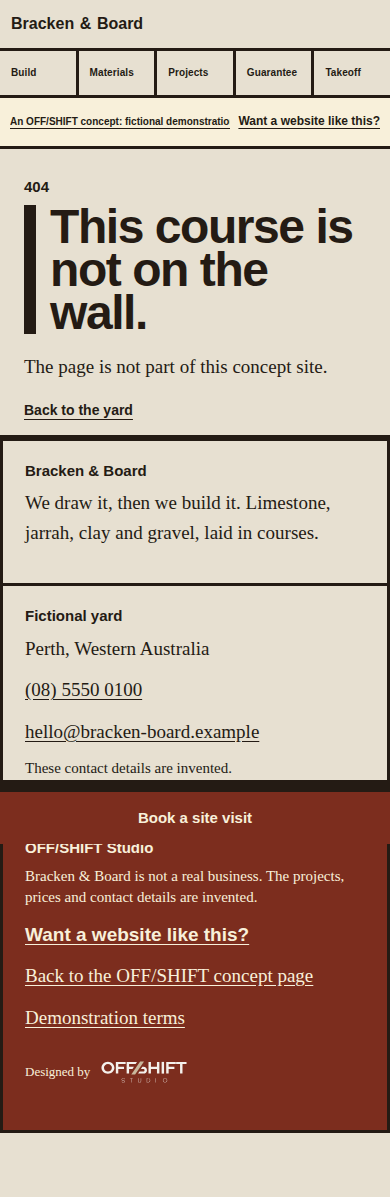 Bracken & Board
Build
Materials
Projects
Guarantee
Takeoff
An OFF/SHIFT concept: fictional demonstratio
Want a website like this?
404
This course is
not on the
wall.
The page is not part of this concept site.
Back to the yard
Bracken & Board
We draw it, then we build it. Limestone,
jarrah, clay and gravel, laid in courses.
Fictional yard
Perth, Western Australia
(08) 5550 0100
hello@bracken-board.example
These contact details are invented.
Book a site visit
OFF/SHIFT Studio
Bracken & Board is not a real business. The projects,
prices and contact details are invented.
Want a website like this?
Back to the OFF/SHIFT concept page
Demonstration terms
Designed by
OFF/SHIFT
STUDIO